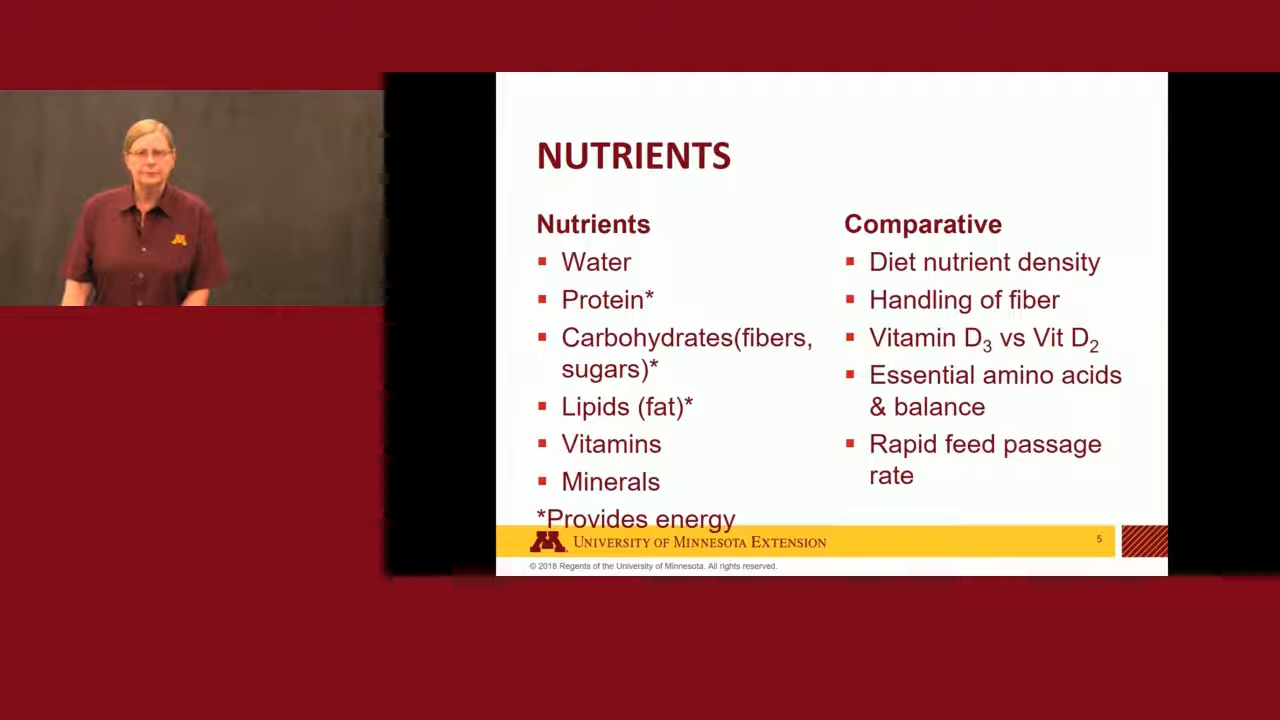 NUTRIENTS
Nutrients
Water
Protein*
Carbohydrates(fibers,
sugars)*
Lipids (fat)*
Vitamins
Minerals
*Provides energy
Comparative
Diet nutrient density
Handling of fiber
Vitamin D3 vs Vit D2
Essential amino acids
& balance
Rapid feed passage
rate
M UNIVERSITY OF MINNESOTA EXTENSION
5
© 2018 Regents of the University of Minnesota. All rights reserved.
M